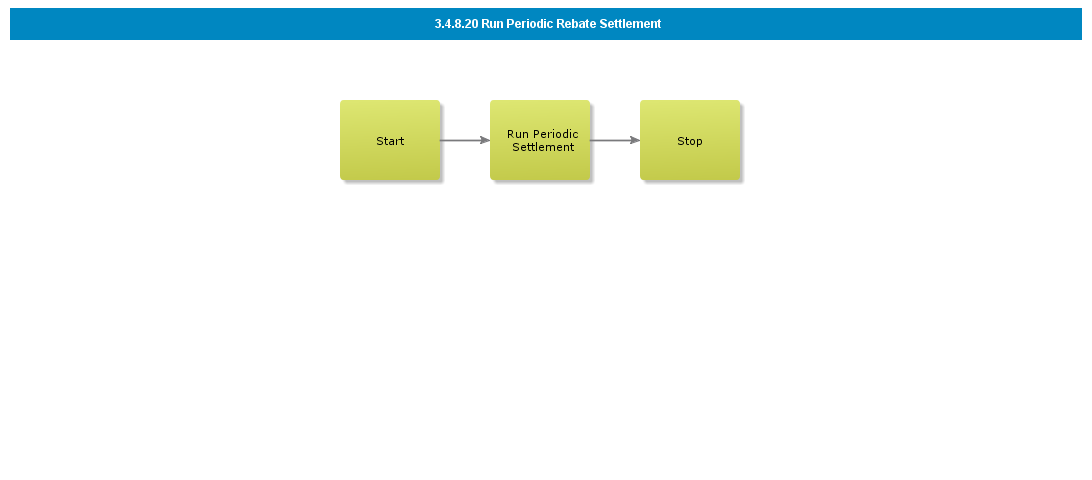 3.4.8.20 Run Periodic Rebate Settlement
Start
Run Periodic
Settlement
Stop